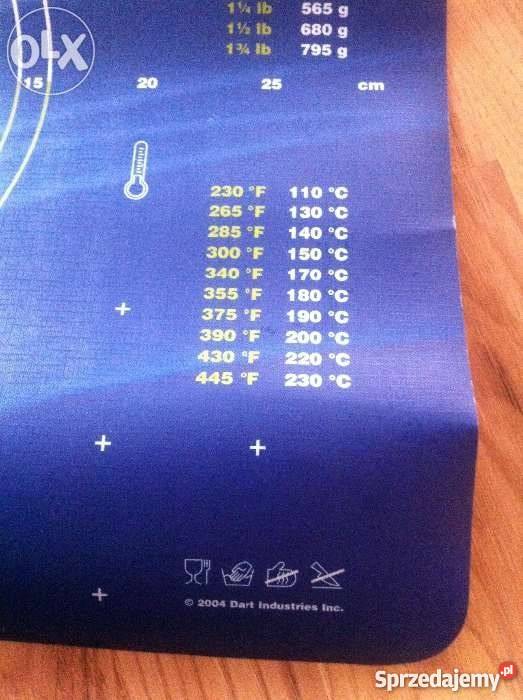 1¼ lb 565 g
1½ lb 680 g
1¾ lb 795 g
OLX
15 20 25 cm
230 °F 110 °C
265 °F 130 °C
285 °F 140 °C
300 °F 150 °C
340 °F 170 °C
355 °F 180 °C
375 °F 190 °C
390 °F 200 °C
430 °F 220 °C
445 °F 230 °C
© 2004 Dart Industries Inc.
Sprzedajemy.pl